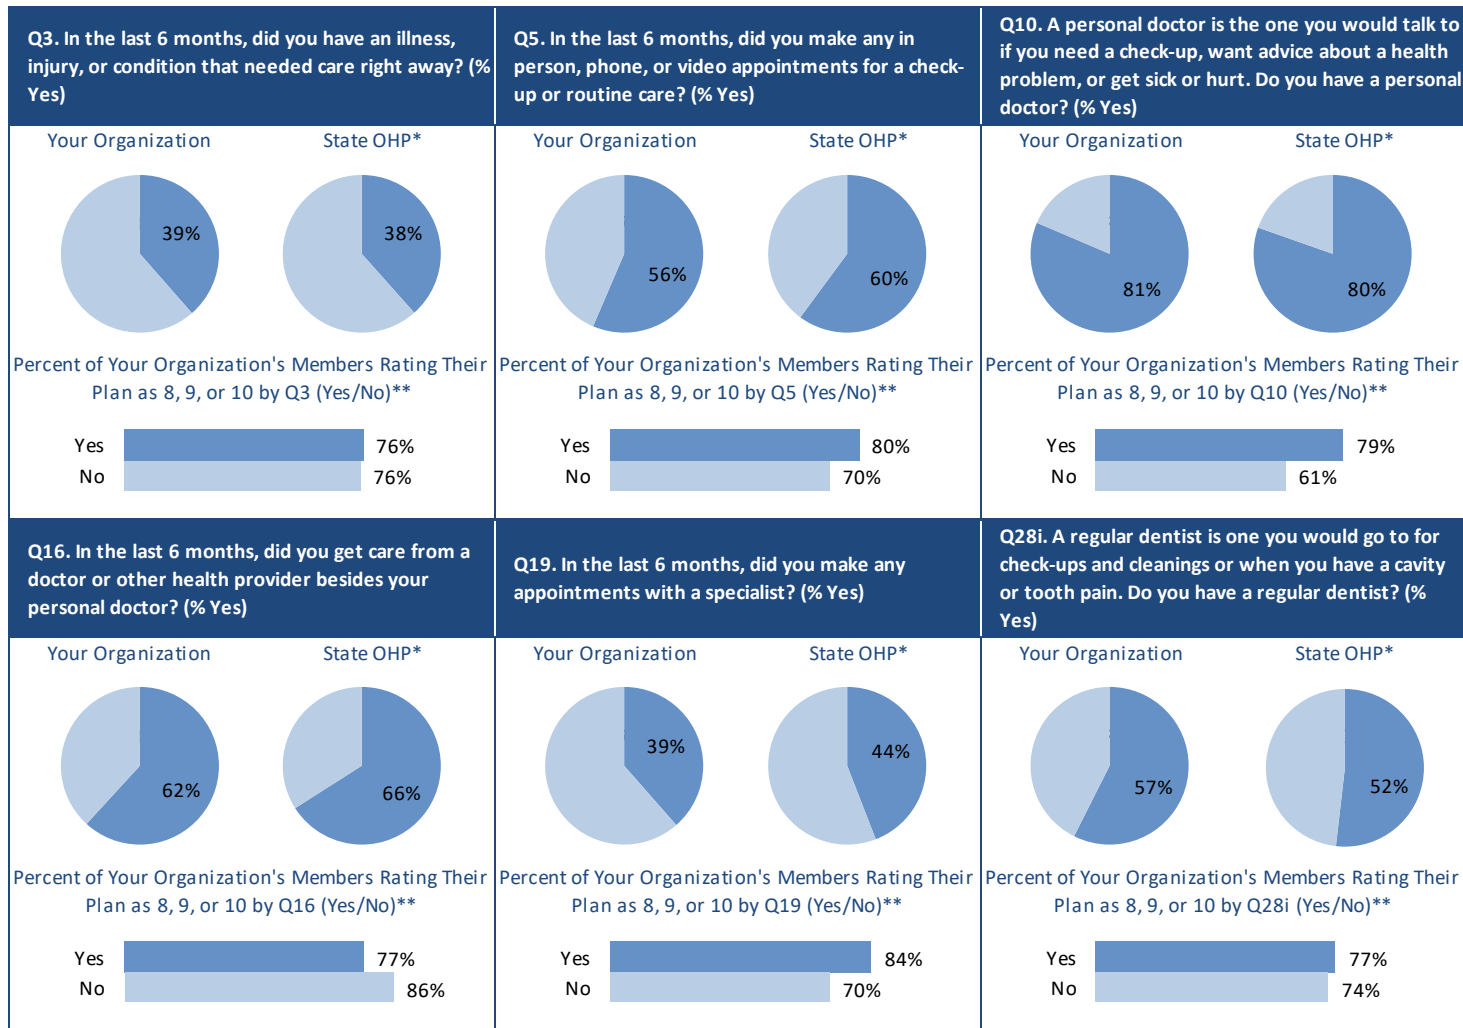 Q3. In the last 6 months, did you have an illness,
injury, or condition that needed care right away? (%
Yes)
Your Organization
State OHP*
39%
38%
Percent of Your Organization's Members Rating Their
Plan as 8, 9, or 10 by Q3 (Yes/No)**
Yes
76%
No
76%
Q5. In the last 6 months, did you make any in
person, phone, or video appointments for a check-
up or routine care? (% Yes)
Your Organization
State OHP*
56%
60%
Percent of Your Organization's Members Rating Their
Plan as 8, 9, or 10 by Q5 (Yes/No)**
Yes
80%
No
70%
Q10. A personal doctor is the one you would talk to
if you need a check-up, want advice about a health
problem, or get sick or hurt. Do you have a personal
doctor? (% Yes)
Your Organization
State OHP*
81%
80%
Percent of Your Organization's Members Rating Their
Plan as 8, 9, or 10 by Q10 (Yes/No)**
Yes
79%
No
61%
Q16. In the last 6 months, did you get care from a
doctor or other health provider besides your
personal doctor? (% Yes)
Your Organization
State OHP*
62%
66%
Percent of Your Organization's Members Rating Their
Plan as 8, 9, or 10 by Q16 (Yes/No)**
Yes
77%
No
86%
Q19. In the last 6 months, did you make any
appointments with a specialist? (% Yes)
Your Organization
State OHP*
39%
44%
Percent of Your Organization's Members Rating Their
Plan as 8, 9, or 10 by Q19 (Yes/No)**
Yes
84%
No
70%
Q28i. A regular dentist is one you would go to for
check-ups and cleanings or when you have a cavity
or tooth pain. Do you have a regular dentist? (%
Yes)
Your Organization
State OHP*
57%
52%
Percent of Your Organization's Members Rating Their
Plan as 8, 9, or 10 by Q28i (Yes/No)**
Yes
77%
No
74%